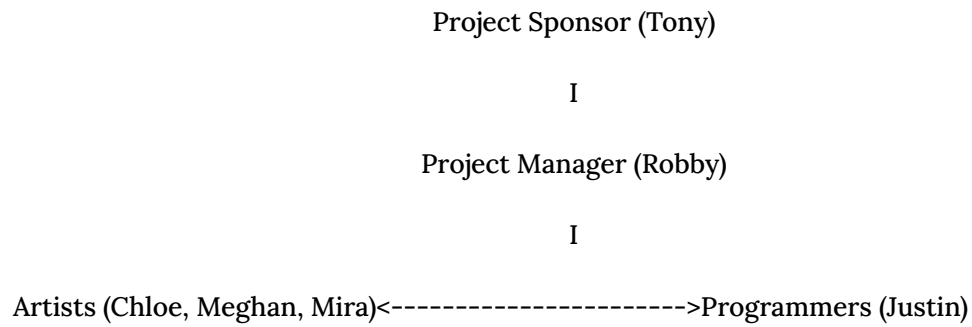 Project Sponsor (Tony)
I
Project Manager (Robby)
I
Artists (Chloe, Meghan, Mira)<----------------------->Programmers (Justin)